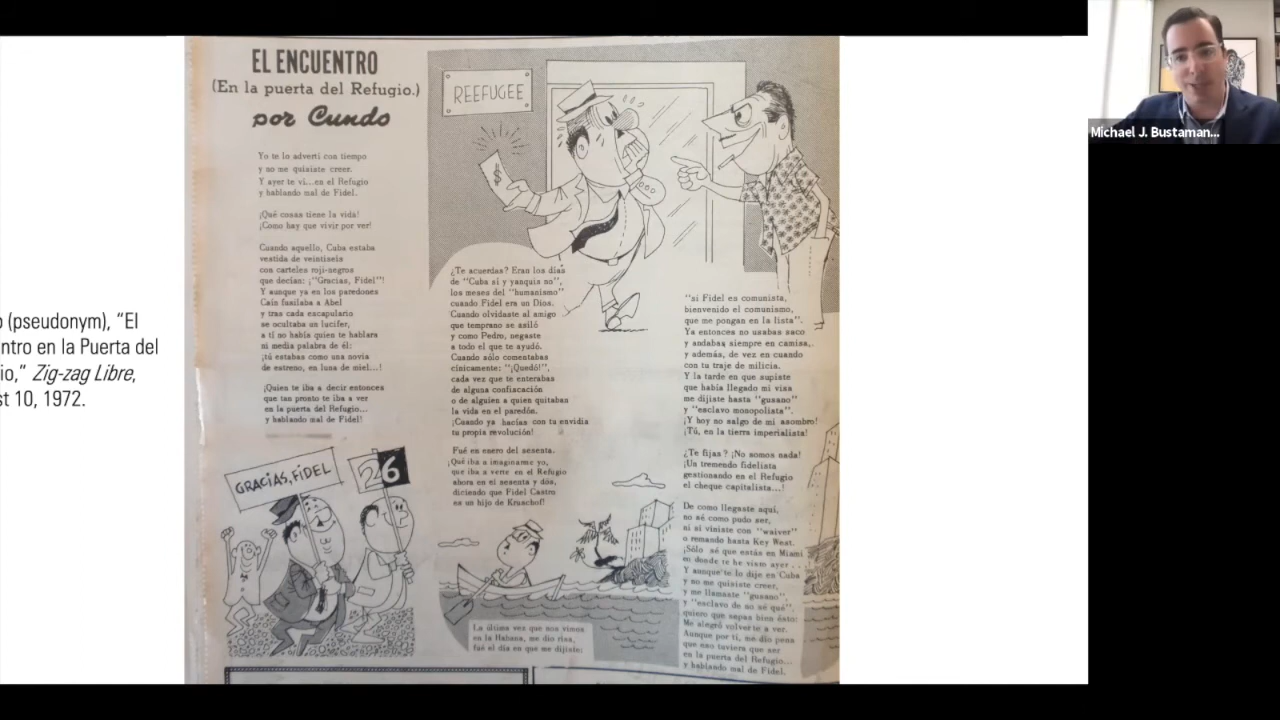 EL ENCUENTRO
(En la puerta del Refugio.)
por Cundo
Yo te lo advertí con tiempo
y no me quisiste creer.
Y ayer te vi...en el Refugio
y hablando mal de Fidel.
¡Qué cosas tiene la vida!
¡Como hay que vivir por ver!
Cuando aquello, Cuba estaba
vestida de veintiseis
con carteles roji-negros
que decían: ¡"Gracias, Fidel"!
Y aunque ya en los paredones
Caín fusilaba a Abel
y tras cada escapulario
se ocultaba un lucifer,
a tí no había quien te hablara
ni media palabra de él:
¡tú estabas como una novia
de estreno, en luna de miel...!
¡Quien te iba a decir entonces
que tan pronto te iba a ver
en la puerta del Refugio...
y hablando mal de Fidel!
GRACIAS, FIDEL
26
REEFUGEE
$
¿Te acuerdas? Eran los días
de "Cuba sí y yanquis no",
los meses del "humanismo"
cuando Fidel era un Dios.
Cuando olvidaste al amigo
que temprano se asiló
y como Pedro, negaste
a todo el que te ayudó.
Cuando sólo comentabas
cínicamente: "¡Quedó!",
cada vez que te enterabas
de alguna confiscación
o de alguien a quien quitaban
la vida en el paredón.
¡Cuando ya hacías con tu envidia
tu propia revolución!
Fué en enero del sesenta.
¡Qué iba a imaginarme yo,
que iba a verte en el Refugio
ahora en el sesenta y dós,
diciendo que Fidel Castro
es un hijo de Kruschof!
La última vez que nos vimos
en la Habana, me dio risa,
fué el día en que me dijiste:
"si Fidel es comunista,
bienvenido el comunismo,
que me pongan en la lista".
Ya entonces no usabas saco
y andabas siempre en camisa,
y además, de vez en cuando
con tu traje de milicia.
Y la tarde en que supiste
que había llegado mi visa
me dijiste hasta "gusano"
y "esclavo monopolista".
¡Y hoy no salgo de mi asombro!
¡Tú, en la tierra imperialista!
¿Te fijas? ¡No somos nada!
¡Un tremendo fidelista
gestionando en el Refugio
el cheque capitalista...!
De como llegaste aquí,
no sé como pudo ser,
ni si viniste con "waiver"
o remando hasta Key West.
¡Sólo sé que estás en Miami
en donde te he visto ayer...
Y aunque te lo dije en Cuba
y no me quisiste creer,
y me llamaste "gusano",
y "esclavo de no sé qué",
quiero que sepas bien ésto:
Me alegró volverte a ver.
Aunque por tí, me dio pena
que eso tuviera que ser
en la puerta del Refugio...
y hablando mal de Fidel.
o (pseudonym), "El
ntro en la Puerta del
io," Zig-zag Libre,
st 10, 1972.
Michael J. Bustaman...